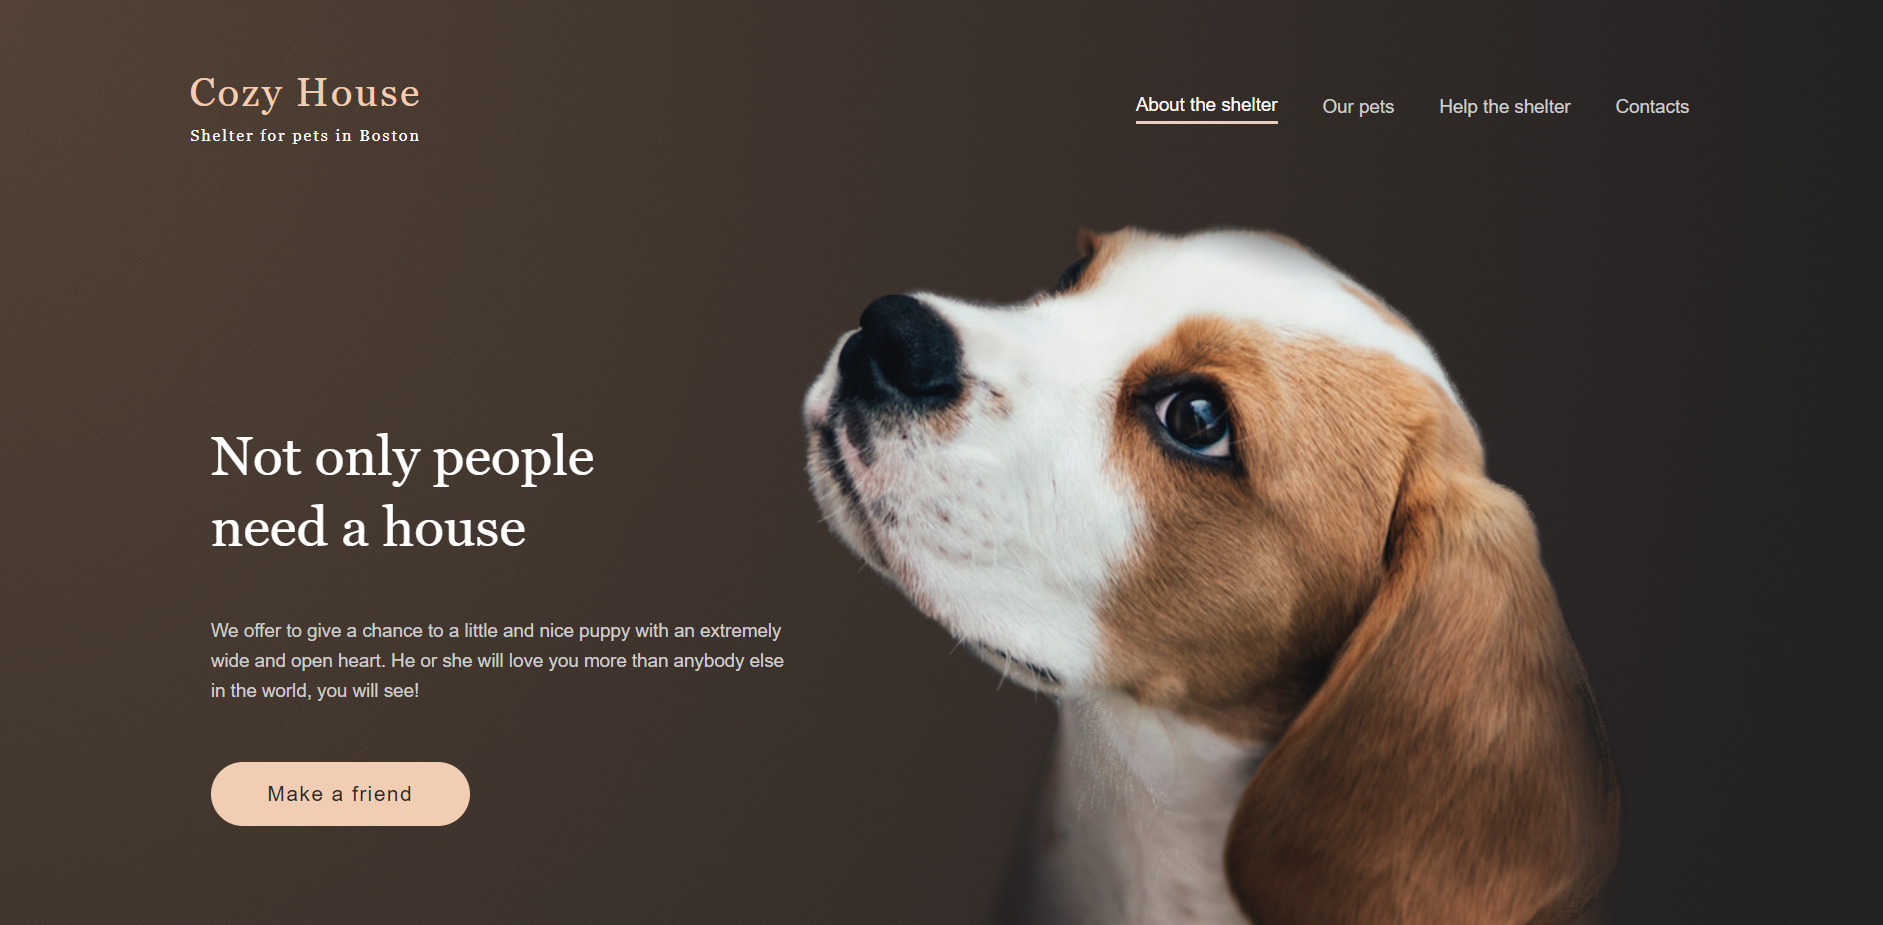 Cozy House
Shelter for pets in Boston
About the shelter
Our pets
Help the shelter
Contacts
Not only people
need a house
We offer to give a chance to a little and nice puppy with an extremely
wide and open heart. He or she will love you more than anybody else
in the world, you will see!
Make a friend